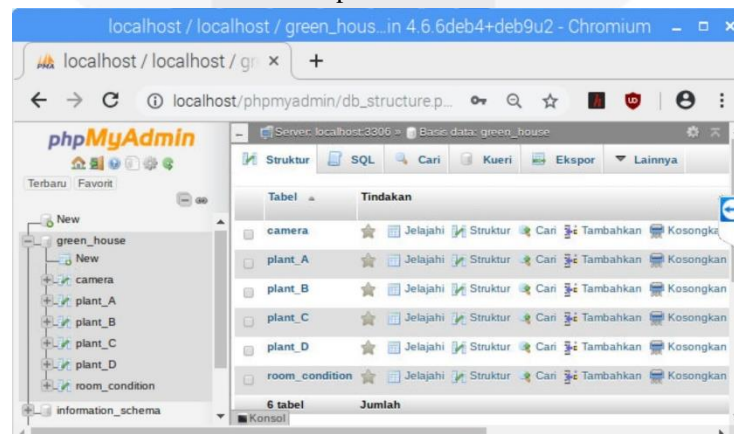 localhost / localhost / green_hous…in 4.6.6deb4+deb9u2 - Chromium
localhost / localhost / gr
localhost/phpmyadmin/db_structure.p...
phpMyAdmin
Terbaru Favorit
New
green_house
New
camera
plant_A
plant_B
plant_C
plant_D
room_condition
information_schema
Server: localhost:3306 » Basis data: green_house
Struktur SQL Cari Kueri Ekspor Lainnya
Tabel Tindakan
camera Jelajahi Struktur Cari Tambahkan Kosongka
plant_A Jelajahi Struktur Cari Tambahkan Kosongkan
plant_B Jelajahi Struktur Cari Tambahkan Kosongkan
plant_C Jelajahi Struktur Cari Tambahkan Kosongkan
plant_D Jelajahi Struktur Cari Tambahkan Kosongkan
room_condition Jelajahi Struktur Cari Tambahkan Kosongkan
6 tabel Jumlah
Konsol